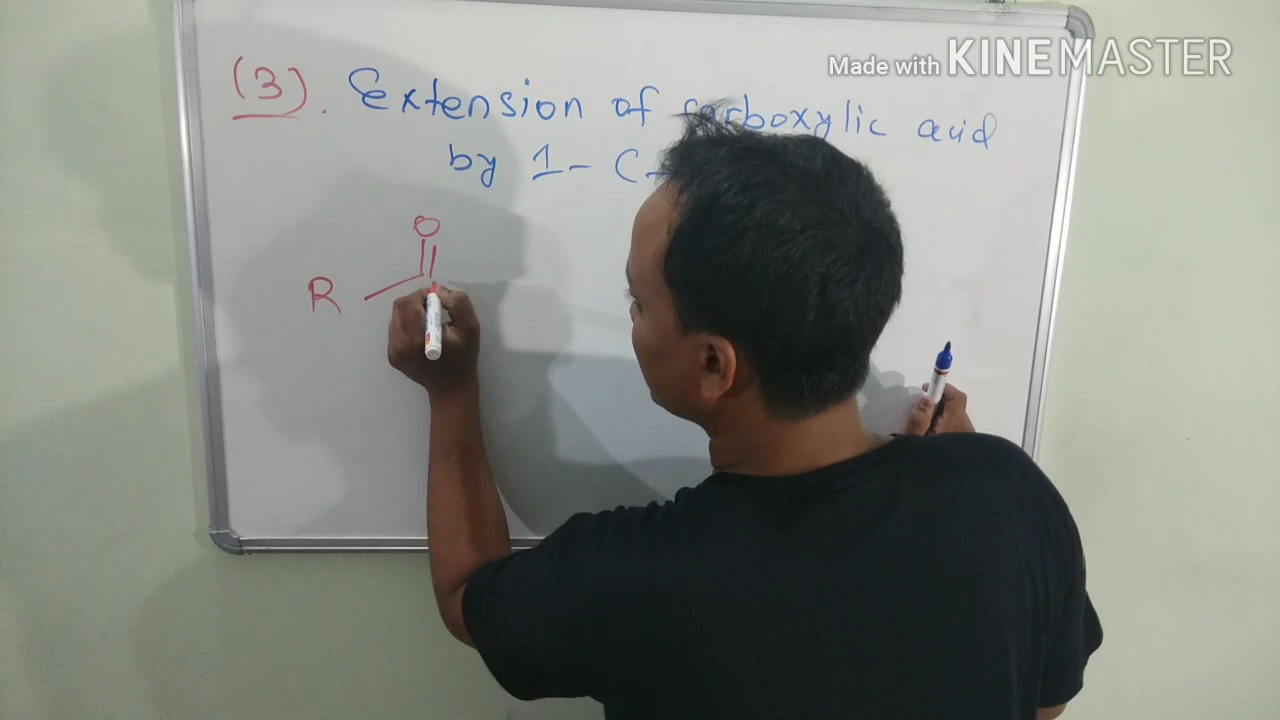 Made with KINEMASTER
(3). Extension of carboxylic acid
by 1- C-
O
R